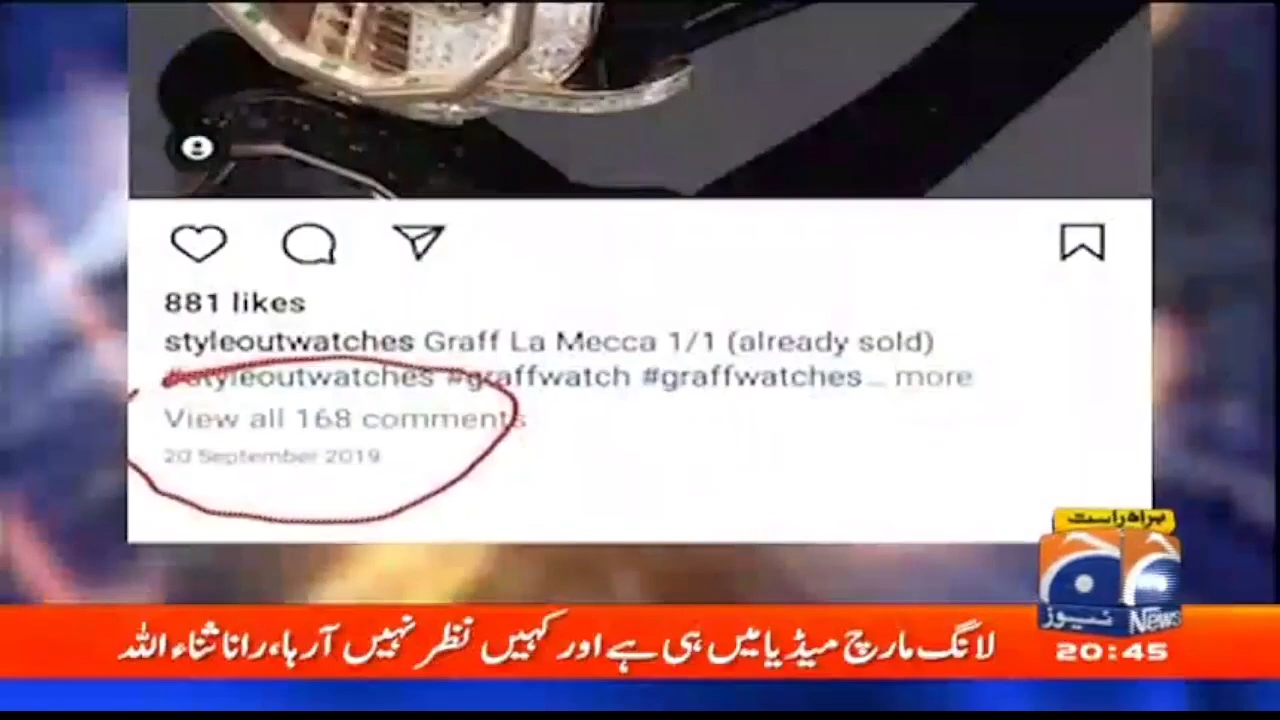 881 likes
styleoutwatches Graff La Mecca 1/1 (already sold)
#styleoutwatches #graffwatch #graffwatches... more
View all 168 comments
20 September 2019
براہ راست
نیوز News
لانگ مارچ میڈیا میں ہی ہے اور کہیں نظر نہیں آرہا، رانا ثناء اللہ
20:45